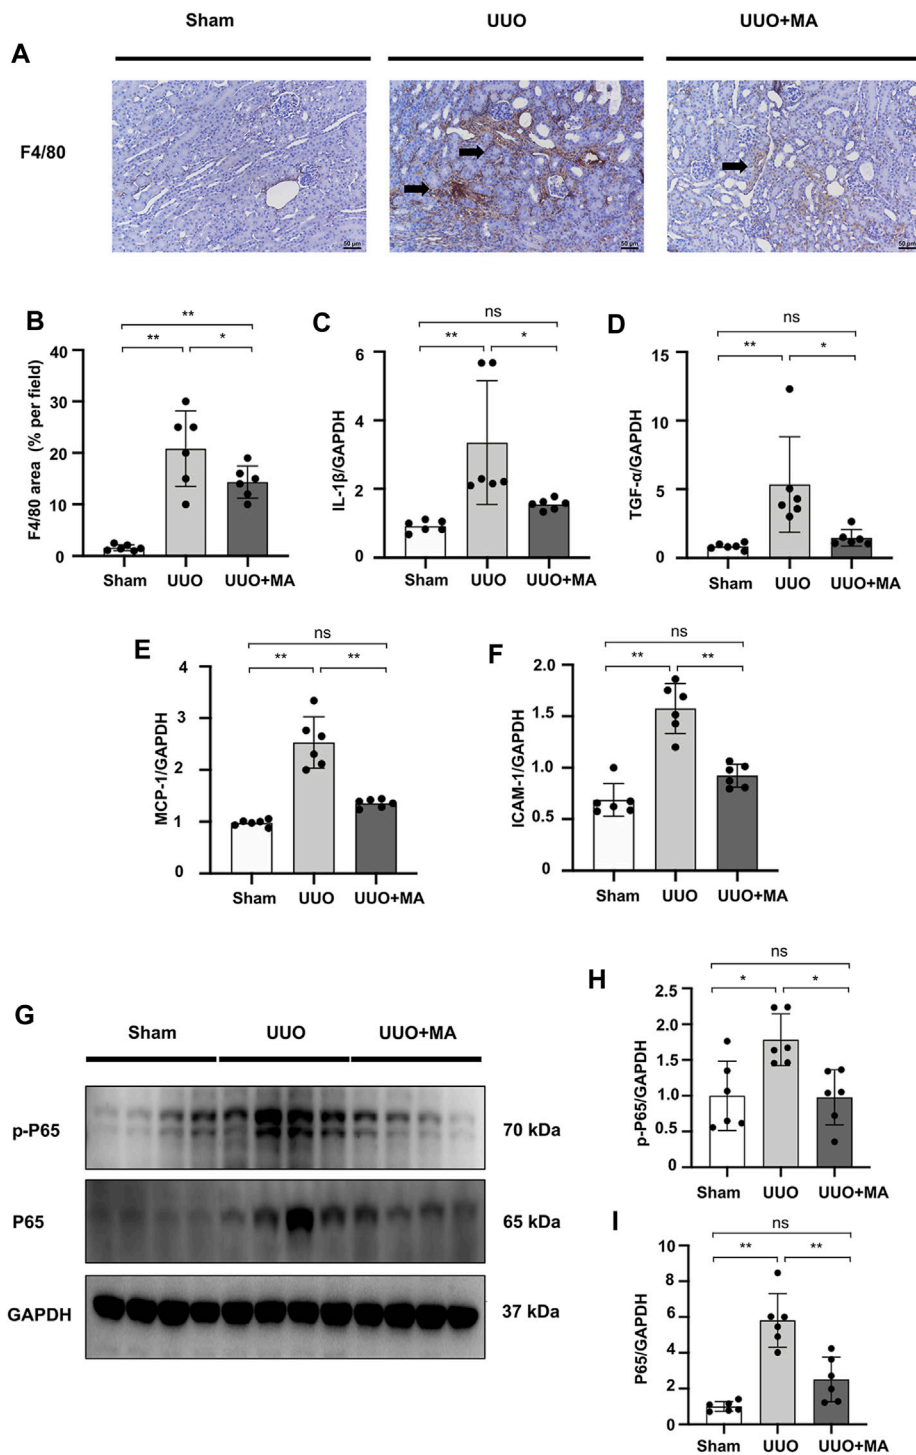 Sham UUO UUO+MA
A
F4/80
50 µm 50 µm 50 µm
B
** 
** *
F4/80 area (% per field)
40
30
20
10
0
Sham UUO UUO+MA
C
ns
** *
IL-1β/GAPDH
6
4
2
0
Sham UUO UUO+MA
D
ns
** *
TGF-α/GAPDH
15
10
5
0
Sham UUO UUO+MA
E
ns
** **
MCP-1/GAPDH
4
3
2
1
0
Sham UUO UUO+MA
F
ns
** **
ICAM-1/GAPDH
2.0
1.5
1.0
0.5
0
Sham UUO UUO+MA
G
Sham UUO UUO+MA
p-P65 70 kDa
P65 65 kDa
GAPDH 37 kDa
H
ns
* *
p-P65/GAPDH
2.5
2.0
1.5
1.0
0.5
0
Sham UUO UUO+MA
I
ns
** **
P65/GAPDH
10
8
6
4
2
0
Sham UUO UUO+MA